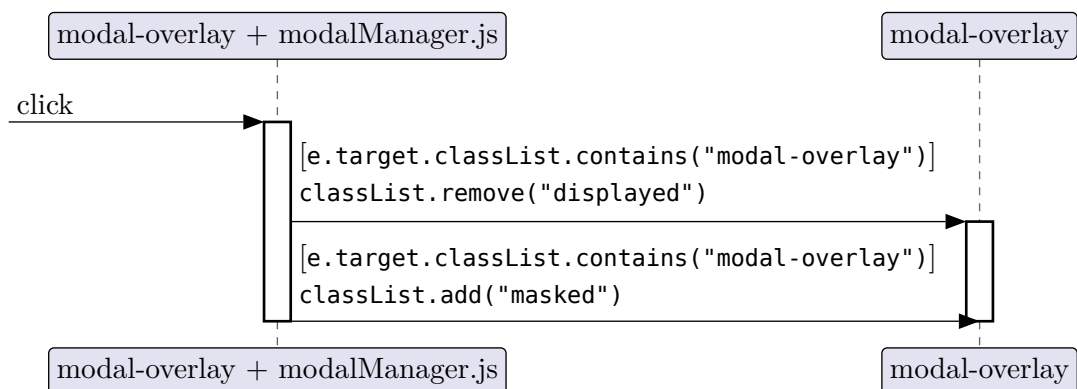 modal-overlay + modalManager.js
modal-overlay
click
[e.target.classList.contains("modal-overlay")]
classList.remove("displayed")
[e.target.classList.contains("modal-overlay")]
classList.add("masked")
modal-overlay + modalManager.js
modal-overlay